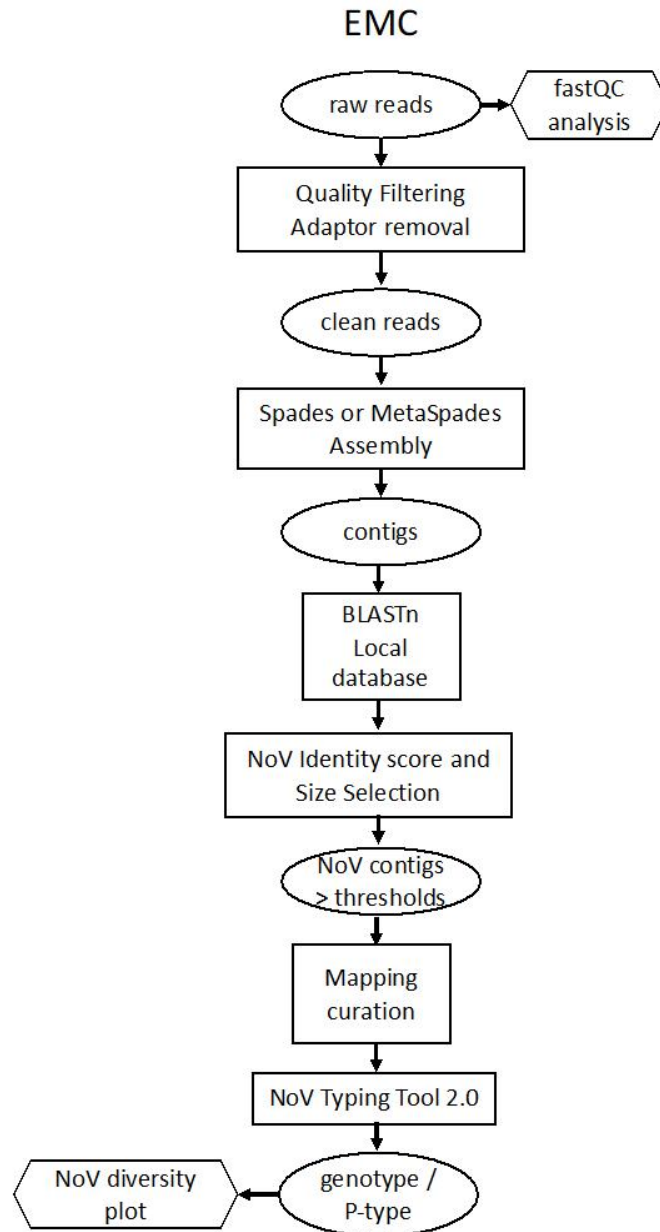 EMC
raw reads
fastQC
analysis
Quality Filtering
Adaptor removal
clean reads
Spades or MetaSpades
Assembly
contigs
BLASTn
Local
database
NoV Identity score and
Size Selection
NoV contigs
> thresholds
Mapping
curation
NoV Typing Tool 2.0
NoV diversity
plot
genotype /
P-type